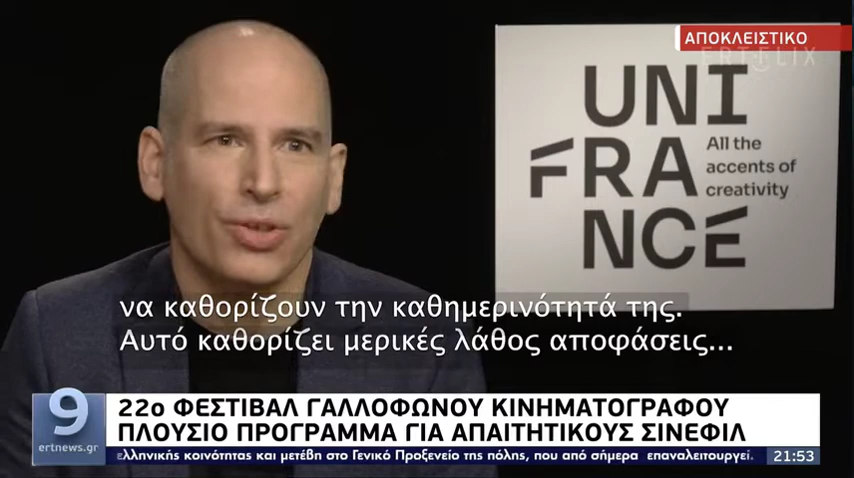 ΑΠΟΚΛΕΙΣΤΙΚΟ
ERTFLIX
UNI
FRA
NCE
All the
accents of
creativity
να καθορίζουν την καθημερινότητά της.
Αυτό καθορίζει μερικές λάθος αποφάσεις...
9
ertnews.gr
22ο ΦΕΣΤΙΒΑΛ ΓΑΛΛΟΦΩΝΟΥ ΚΙΝΗΜΑΤΟΓΡΑΦΟΥ
ΠΛΟΥΣΙΟ ΠΡΟΓΡΑΜΜΑ ΓΙΑ ΑΠΑΙΤΗΤΙΚΟΥΣ ΣΙΝΕΦΙΛ
ελληνικής κοινότητας και μετέβη στο Γενικό Προξενείο της πόλης, που από σήμερα επαναλειτουργεί.
21:53